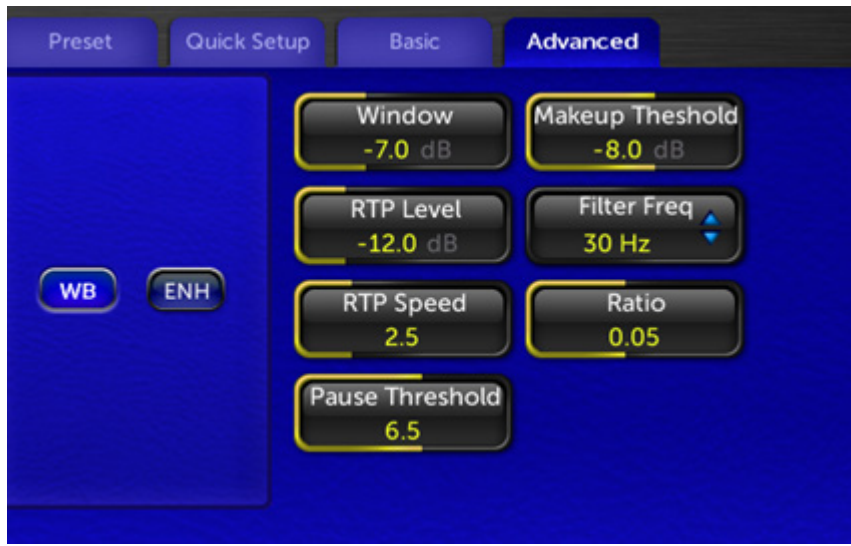 Preset Quick Setup Basic Advanced
Window
-7.0 dB
Makeup Theshold
-8.0 dB
RTP Level
-12.0 dB
Filter Freq
30 Hz
WB ENH
RTP Speed
2.5
Ratio
0.05
Pause Threshold
6.5